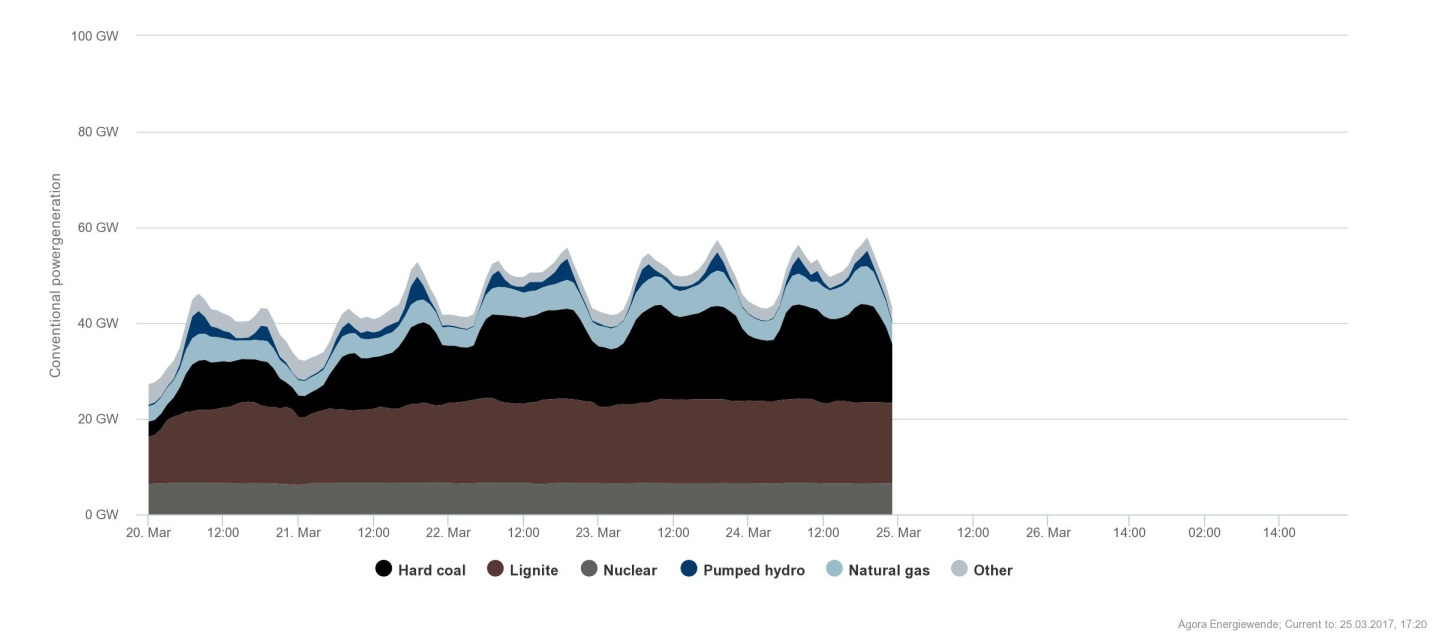 100 GW
80 GW
60 GW
40 GW
20 GW
0 GW
Conventional powergeneration
20. Mar 12:00 21. Mar 12:00 22. Mar 12:00 23. Mar 12:00 24. Mar 12:00 25. Mar 12:00 26. Mar 14:00 02:00 14:00
Hard coal Lignite Nuclear Pumped hydro Natural gas Other
Agora Energiewende; Current to: 25.03.2017, 17:20